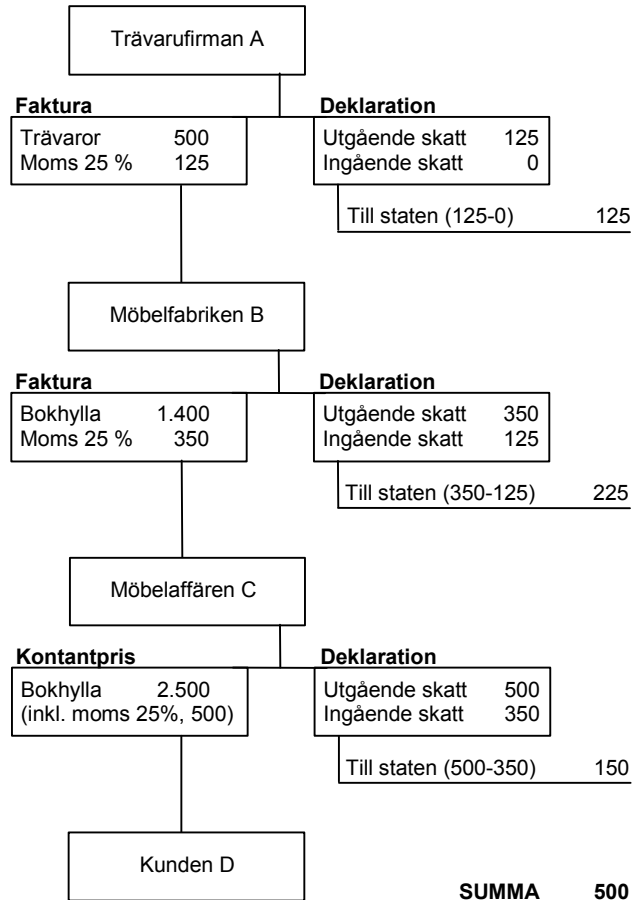 Trävarufirman A
Faktura
Trävaror 500
Moms 25 % 125
Deklaration
Utgående skatt 125
Ingående skatt 0
Till staten (125-0) 125
Möbelfabriken B
Faktura
Bokhylla 1.400
Moms 25 % 350
Deklaration
Utgående skatt 350
Ingående skatt 125
Till staten (350-125) 225
Möbelaffären C
Kontantpris
Bokhylla 2.500
(inkl. moms 25%, 500)
Deklaration
Utgående skatt 500
Ingående skatt 350
Till staten (500-350) 150
Kunden D
SUMMA 500